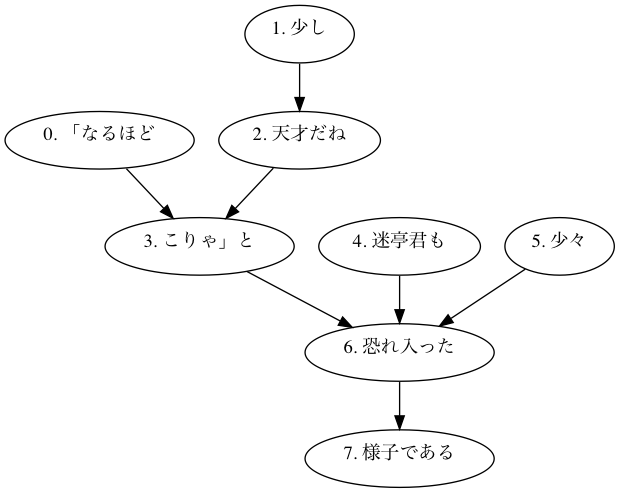 1. 少し
0. 「なるほど
2. 天才だね
3. こりゃ」と
4. 迷亭君も
5. 少々
6. 恐れ入った
7. 様子である